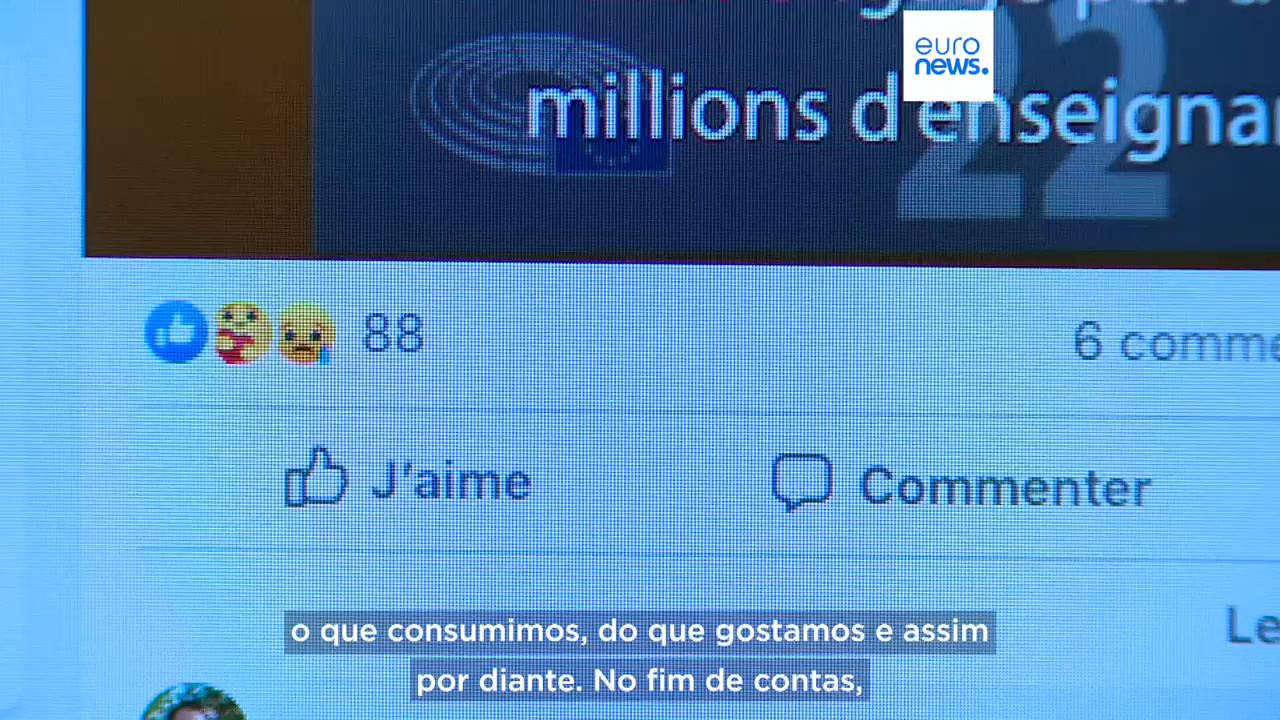 euro
news.
22
millions d'enseigna
88
6 comme
J'aime
Commenter
Le
o que consumimos, do que gostamos e assim
por diante. No fim de contas,